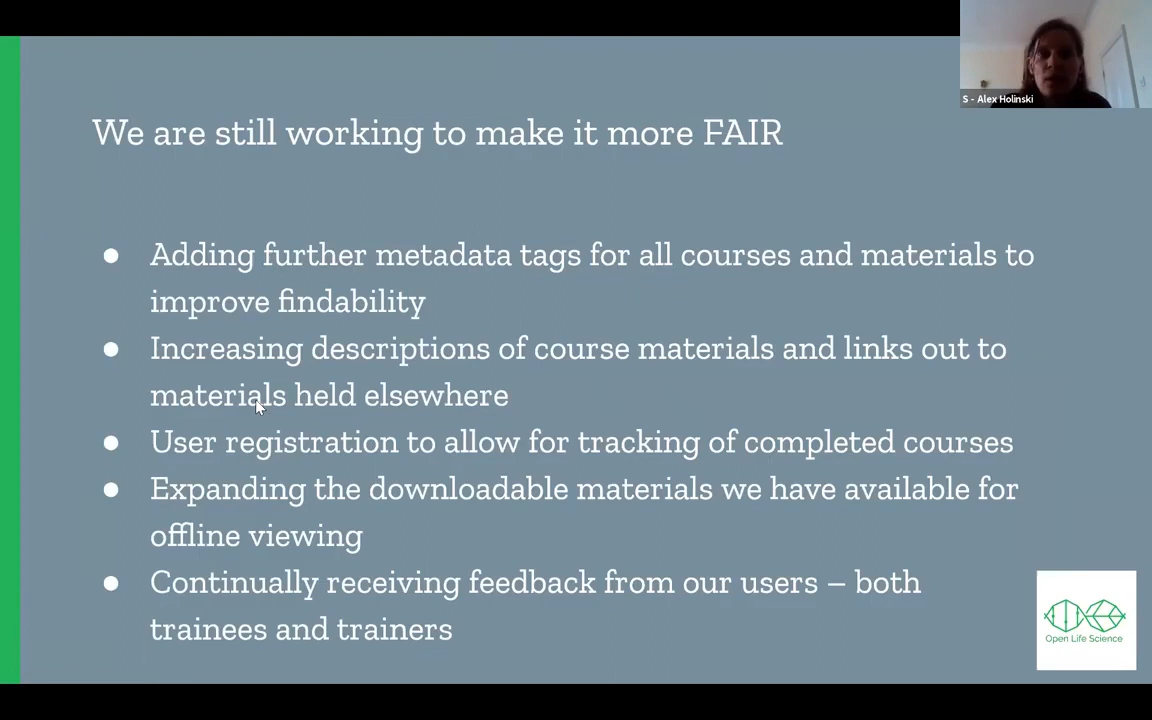 S - Alex Holinski
We are still working to make it more FAIR
● Adding further metadata tags for all courses and materials to
improve findability
● Increasing descriptions of course materials and links out to
materials held elsewhere
● User registration to allow for tracking of completed courses
● Expanding the downloadable materials we have available for
offline viewing
● Continually receiving feedback from our users – both
trainees and trainers
Open Life Science